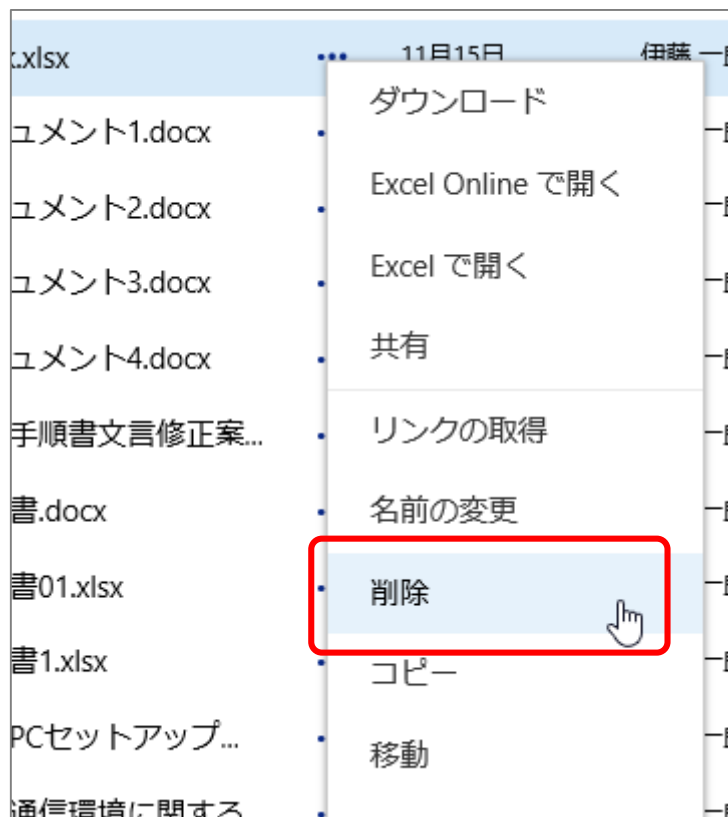 .xlsx ••• 11月15日 伊藤 一
ダウンロード
ュメント1.docx
Excel Online で開く
ュメント2.docx
Excel で開く
ュメント3.docx
共有
ュメント4.docx
リンクの取得
手順書文言修正案...
名前の変更
書.docx
削除
書01.xlsx
コピー
書1.xlsx
移動
PCセットアップ...
通信環境に関する